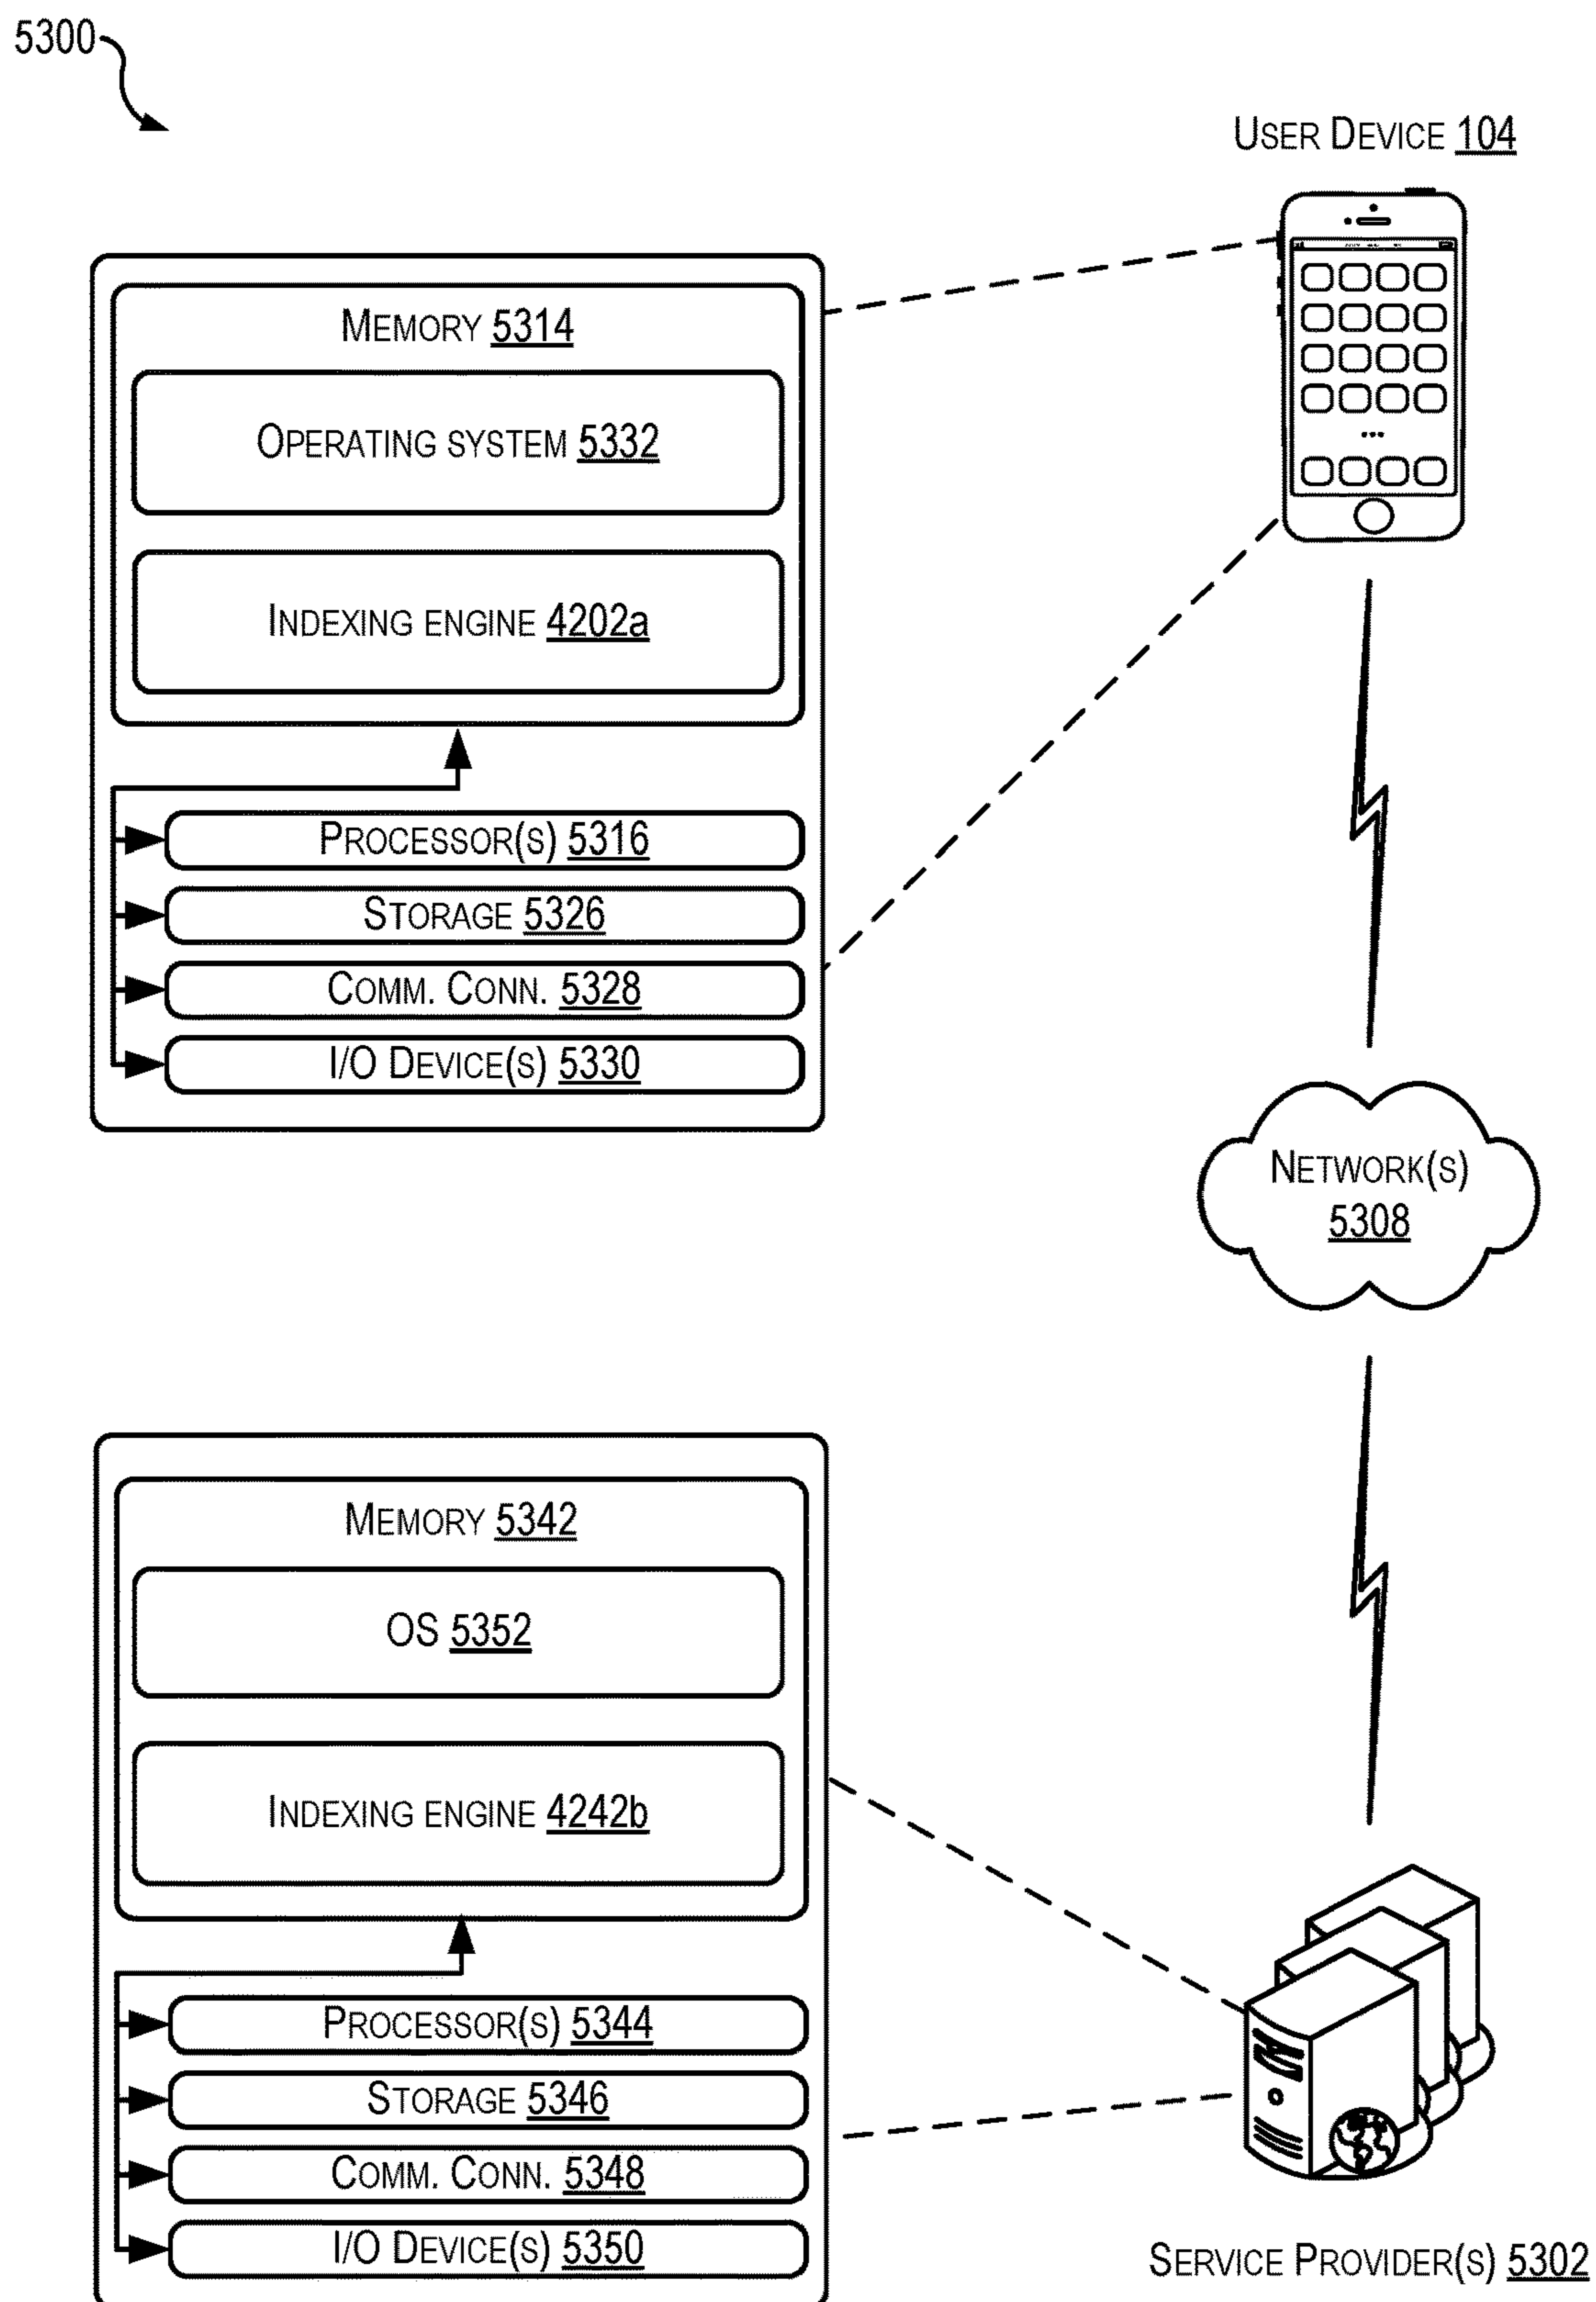 5300
USER DEVICE 104
MEMORY 5314
OPERATING SYSTEM 5332
INDEXING ENGINE 4202a
PROCESSOR(S) 5316
STORAGE 5326
COMM. CONN. 5328
I/O DEVICE(S) 5330
NETWORK(S)
5308
MEMORY 5342
OS 5352
INDEXING ENGINE 4242b
PROCESSOR(S) 5344
STORAGE 5346
COMM. CONN. 5348
I/O DEVICE(S) 5350
SERVICE PROVIDER(S) 5302